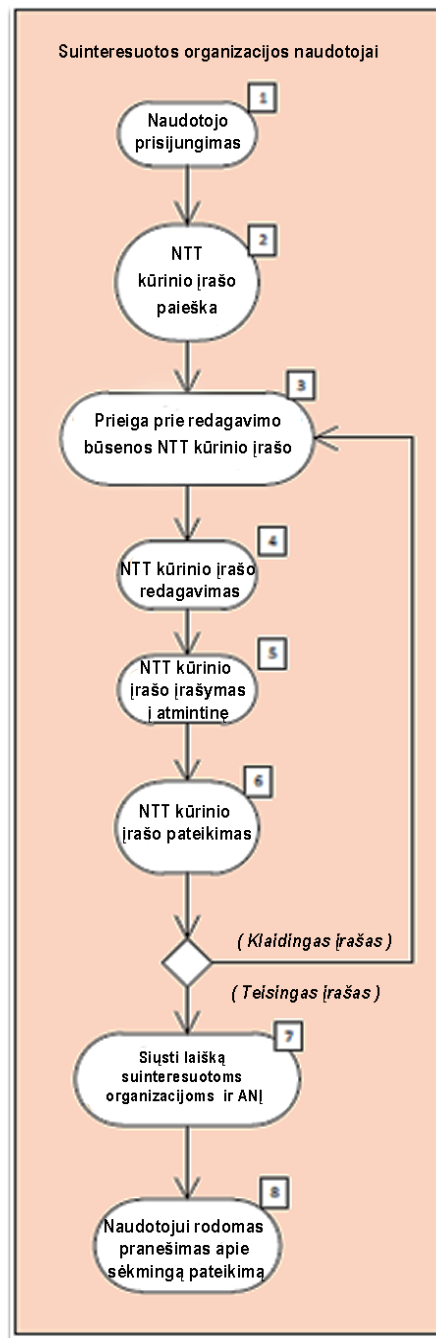 Suinteresuotos organizacijos naudotojai
1
Naudotojo
prisijungimas
2
NTT
kūrinio įrašo
paieška
3
Prieiga prie redagavimo
būsenos NTT kūrinio įrašo
4
NTT kūrinio įrašo
redagavimas
5
NTT kūrinio
įrašo įrašymas
į atmintinę
6
NTT kūrinio
įrašo pateikimas
( Klaidingas įrašas )
( Teisingas įrašas )
7
Siųsti laišką
suinteresuotoms
organizacijoms ir ANĮ
8
Naudotojui rodomas
pranešimas apie
sėkmingą pateikimą